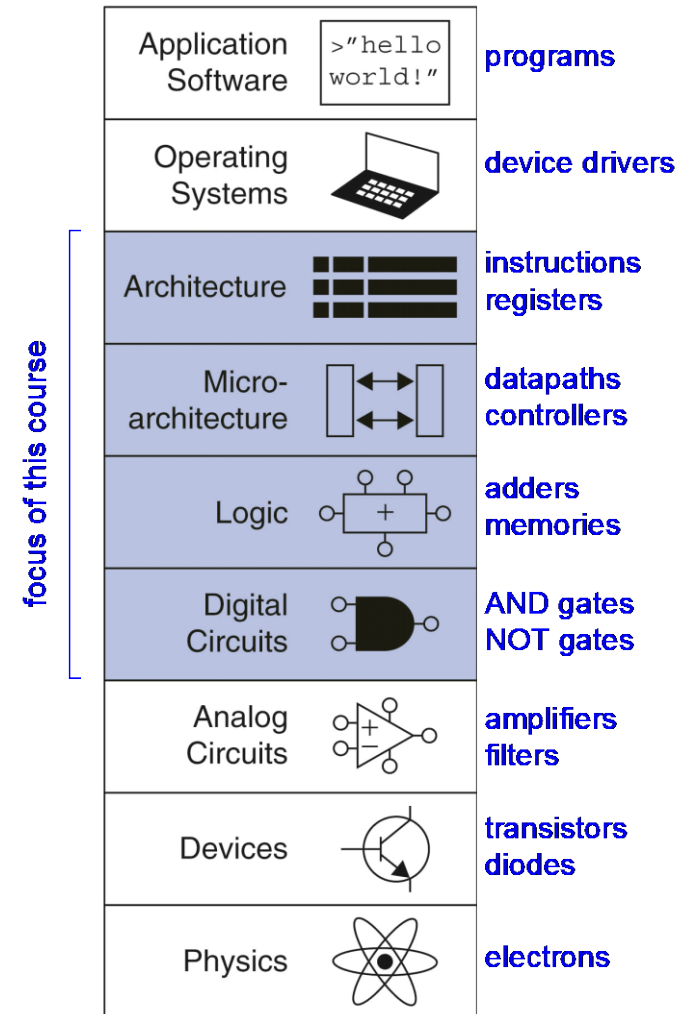 Application
Software
>"hello
world!"
programs
Operating
Systems
device drivers
focus of this course
Architecture
instructions
registers
Micro-
architecture
datapaths
controllers
Logic
+
adders
memories
Digital
Circuits
AND gates
NOT gates
Analog
Circuits
+
−
amplifiers
filters
Devices
transistors
diodes
Physics
electrons